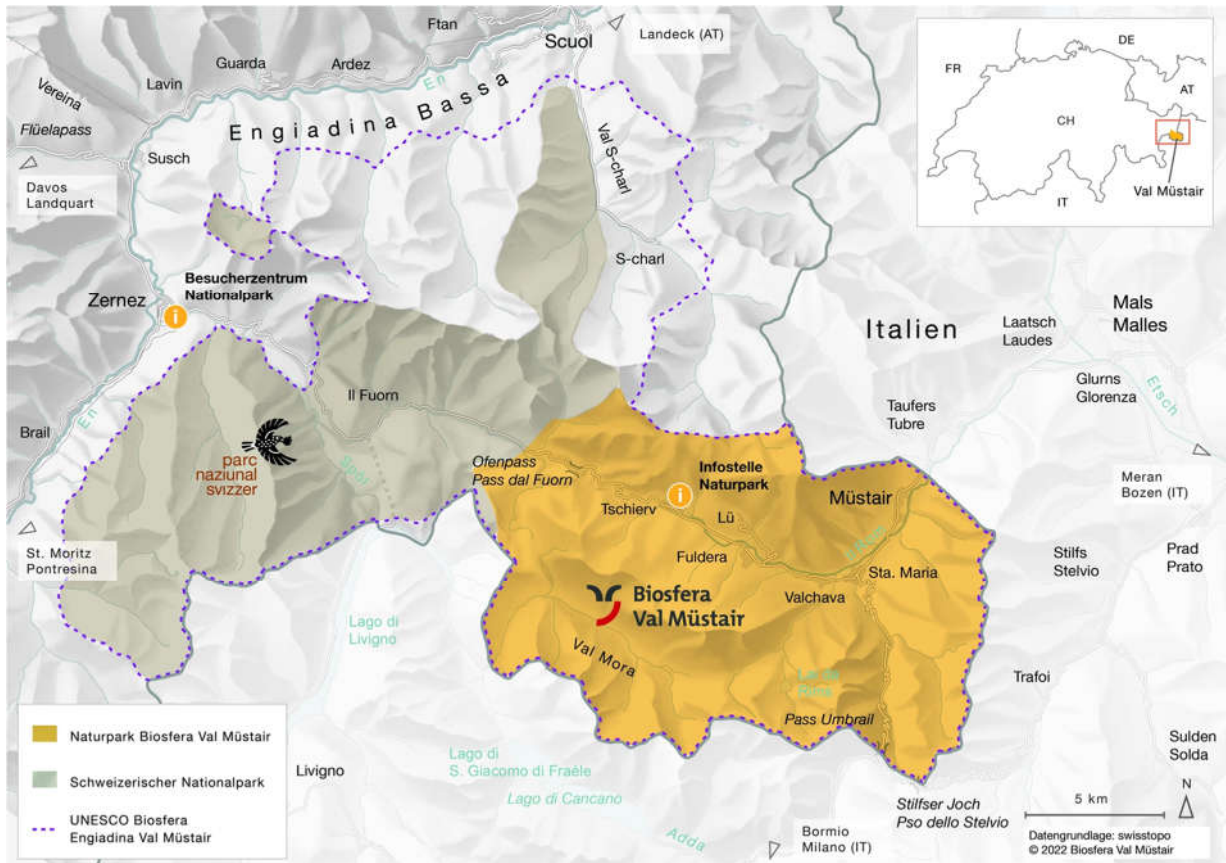 Ftan
Scuol
Landeck (AT)
Guarda
Ardez
En
Lavin
Vereina
Flüelapass
Engiadina Bassa
Susch
Val S-charl
Davos
Landquart
S-charl
Besucherzentrum
Nationalpark
Zernez
i
Il Fuorn
En
Brail
parc
naziunal
svizzer
Spöl
St. Moritz
Pontresina
Ofenpass
Pass dal Fuorn
Infostelle
Naturpark
i
Tschierv
Lü
Müstair
Fuldera
Il Rom
Sta. Maria
Valchava
Biosfera
Val Müstair
Val Mora
Lai da
Rims
Pass Umbrail
Lago di
Livigno
Livigno
Lago di
S. Giacomo di Fraèle
Lago di Cancano
Adda
Bormio
Milano (IT)
Stilfser Joch
Pso dello Stelvio
Italien
Mals
Malles
Laatsch
Laudes
Glurns
Glorenza
Etsch
Taufers
Tubre
Meran
Bozen (IT)
Stilfs
Stelvio
Prad
Prato
Trafoi
Sulden
Solda
DE
FR
AT
CH
Val Müstair
IT
Naturpark Biosfera Val Müstair
Schweizerischer Nationalpark
UNESCO Biosfera
Engiadina Val Müstair
5 km
N
Datengrundlage: swisstopo
© 2022 Biosfera Val Müstair